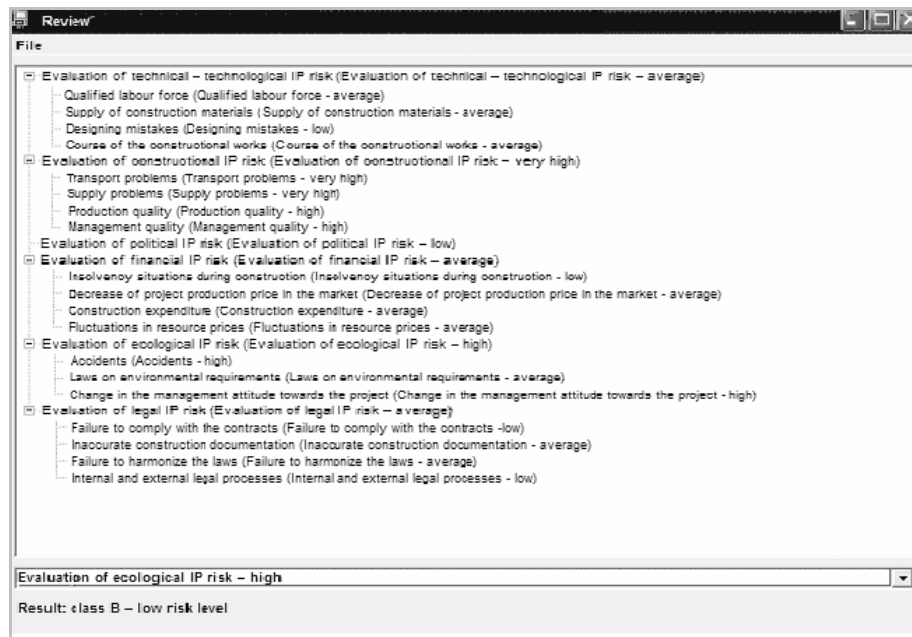 Review
File
Evaluation of technical – technological IP risk (Evaluation of technical – technological IP risk – average)
Qualified labour force (Qualified labour force - average)
Supply of construction materials (Supply of construction materials - average)
Designing mistakes (Designing mistakes - low)
Course of the constructional works (Course of the constructional works - average)
Evaluation of constructional IP risk (Evaluation of constructional IP risk – very high)
Transport problems (Transport problems - very high)
Supply problems (Supply problems - very high)
Production quality (Production quality - high)
Management quality (Management quality - high)
Evaluation of political IP risk (Evaluation of political IP risk – low)
Evaluation of financial IP risk (Evaluation of financial IP risk – average)
Insolvency situations during construction (Insolvency situations during construction - low)
Decrease of project production price in the market (Decrease of project production price in the market - average)
Construction expenditure (Construction expenditure - average)
Fluctuations in resource prices (Fluctuations in resource prices - average)
Evaluation of ecological IP risk (Evaluation of ecological IP risk – high)
Accidents (Accidents - high)
Laws on environmental requirements (Laws on environmental requirements - average)
Change in the management attitude towards the project (Change in the management attitude towards the project - high)
Evaluation of legal IP risk (Evaluation of legal IP risk – average)
Failure to comply with the contracts (Failure to comply with the contracts -low)
Inaccurate construction documentation (Inaccurate construction documentation - average)
Failure to harmonize the laws (Failure to harmonize the laws - average)
Internal and external legal processes (Internal and external legal processes - low)
Evaluation of ecological IP risk – high
Result: class B – low risk level